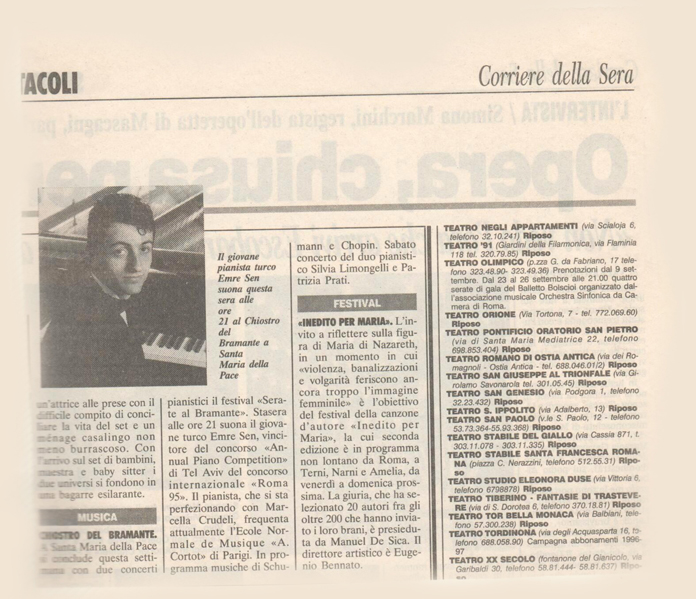 TACOLI
Corriere della Sera
L'INTERVISTA / Simona Marchini, regista dell'operetta di Mascagni,
Opera, chiusa
Il giovane
pianista turco
Emre Sen
suona questa
sera alle
ore
21 al Chiostro
del
Bramante a
Santa
Maria della
Pace
un'attrice alle prese con il
difficile compito di conci-
liare la vita del set e un
ménage casalingo non
meno burrascoso. Con
l'arrivo sul set di bambini,
maestra e baby sitter i
due universi si fondono in
una bagarre esilarante.
MUSICA
CHIOSTRO DEL BRAMANTE.
A Santa Maria della Pace
si conclude questa setti-
mana con due concerti
pianistici il festival «Sera-
te al Bramante». Stasera
alle ore 21 suona il giova-
ne turco Emre Sen, vinci-
tore del concorso «An-
nual Piano Competition»
di Tel Aviv del concorso
internazionale «Roma
95». Il pianista, che si sta
perfezionando con Mar-
cella Crudeli, frequenta
attualmente l'Ecole Nor-
male de Musique «A.
Cortot» di Parigi. In pro-
gramma musiche di Schu-
mann e Chopin. Sabato
concerto del duo pianisti-
co Silvia Limongelli e Pa-
trizia Prati.
FESTIVAL
«INEDITO PER MARIA». L'in-
vito a riflettere sulla figu-
ra di Maria di Nazareth,
in un momento in cui
«violenza, banalizzazioni
e volgarità feriscono an-
cora troppo l'immagine
femminile» è l'obiettivo
del festival della canzone
d'autore «Inedito per
Maria», la cui seconda
edizione è in programma
non lontano da Roma, a
Terni, Narni e Amelia, da
venerdì a domenica pros-
sima. La giuria, che ha se-
lezionato 20 autori fra gli
oltre 200 che hanno invia-
to i loro brani, è presiedu-
ta da Manuel De Sica. Il
direttore artistico è Euge-
nio Bennato.
TEATRO NEGLI APPARTAMENTI (via Scialoja 6,
telefono 32.10.241) Riposo
TEATRO '91 (Giardini della Filarmonica, via Flaminia
118 tel. 320.79.85) Riposo
TEATRO OLIMPICO (p.zza G. da Fabriano, 17 tele-
fono 323.48.90- 323.49.36) Prenotazioni dal 9 set-
tembre. Dal 23 al 26 settembre alle 21.00 quattro
serate di gala del Balletto Bolscioi organizzato dal-
l'associazione musicale Orchestra Sinfonica da Ca-
mera di Roma.
TEATRO ORIONE (Via Tortona, 7 - tel. 772.069.60)
Riposo
TEATRO PONTIFICIO ORATORIO SAN PIETRO
(via di Santa Maria Mediatrice 22, telefono
698.853.404) Riposo
TEATRO ROMANO DI OSTIA ANTICA (via dei Ro-
magnoli - Ostia Antica - tel. 688.046.01/2) Riposo
TEATRO SAN GIUSEPPE AL TRIONFALE (via Gi-
rolamo Savonarola tel. 301.05.45) Riposo
TEATRO SAN GENESIO (via Podgora 1, telefono
32.23.432) Riposo
TEATRO S. IPPOLITO (via Adalberto, 13) Riposo
TEATRO SAN PAOLO (v.le S. Paolo, 12 - telefono
53.73.364-55.93.368) Riposo
TEATRO STABILE DEL GIALLO (via Cassia 871, t.
303.11.078 - 303.11.335) Riposo
TEATRO STABILE SANTA FRANCESCA ROMA-
NA (piazza C. Nerazzini, telefono 512.55.31) Ripo-
so
TEATRO STUDIO ELEONORA DUSE (via Vittoria 6,
telefono 6798878) Riposo
TEATRO TIBERINO - FANTASIE DI TRASTEVE-
RE (via di S. Dorotea 6, telefono 370.18.81) Riposo
TEATRO TOR BELLA MONACA (via Balbiani, tele-
fono 57.300.238) Riposo
TEATRO TORDINONA (via degli Acquasparta 16, te-
lefono 688.058.90) Campagna abbonamenti 1996-
97
TEATRO XX SECOLO (fontanone del Gianicolo, via
Garibaldi 30, telefono 58.81.444- 58.81.637) Ripo-
so